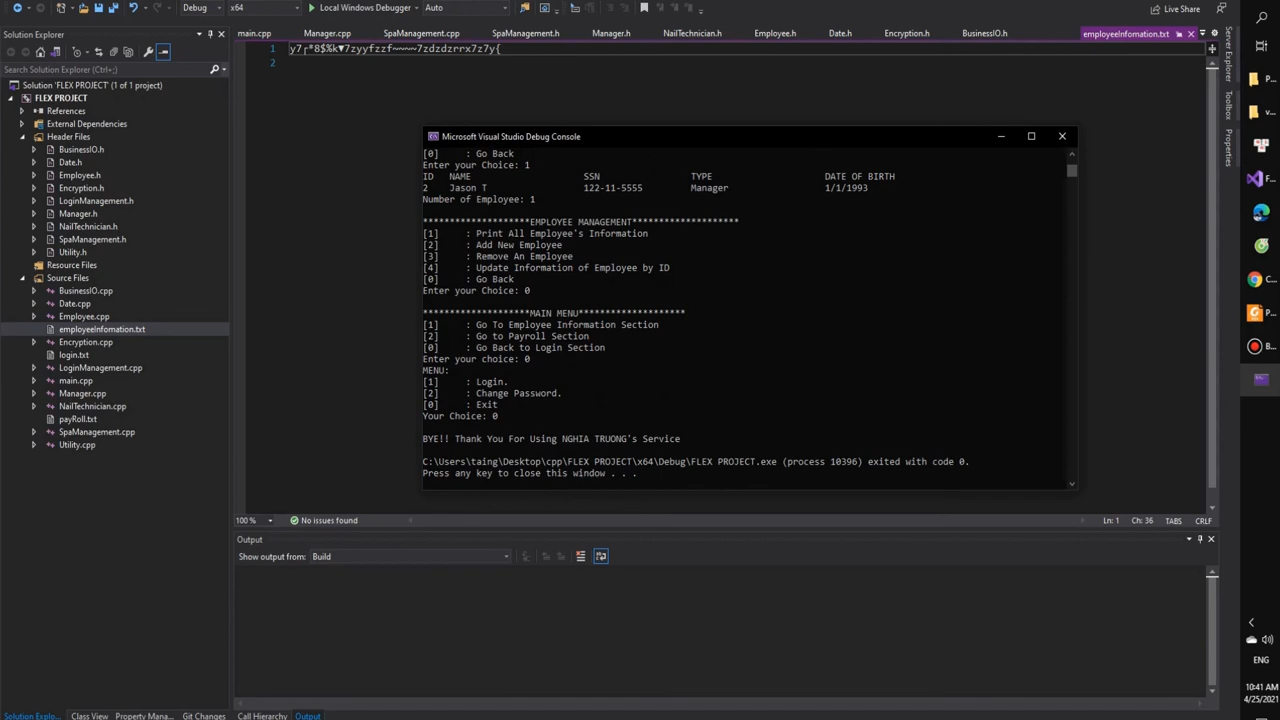 Debug
x64
Local Windows Debugger
Auto
Live Share
Solution Explorer
main.cpp
Manager.cpp
SpaManagement.cpp
SpaManagement.h
Manager.h
NailTechnician.h
Employee.h
Date.h
Encryption.h
BusinessIO.h
employeeInfomation.txt
1
2
Search Solution Explorer (Ctrl+;)
Solution 'FLEX PROJECT' (1 of 1 project)
FLEX PROJECT
References
External Dependencies
Header Files
BusinessIO.h
Date.h
Employee.h
Encryption.h
LoginManagement.h
Manager.h
NailTechnician.h
SpaManagement.h
Utility.h
Resource Files
Source Files
BusinessIO.cpp
Date.cpp
Employee.cpp
employeeInfomation.txt
Encryption.cpp
login.txt
LoginManagement.cpp
main.cpp
Manager.cpp
NailTechnician.cpp
payRoll.txt
SpaManagement.cpp
Utility.cpp
Microsoft Visual Studio Debug Console
[0] : Go Back
Enter your Choice: 1
ID NAME SSN TYPE DATE OF BIRTH
2 Jason T 122-11-5555 Manager 1/1/1993
Number of Employee: 1
********************EMPLOYEE MANAGEMENT********************
[1] : Print All Employee's Information
[2] : Add New Employee
[3] : Remove An Employee
[4] : Update Information of Employee by ID
[0] : Go Back
Enter your Choice: 0
********************MAIN MENU********************
[1] : Go To Employee Information Section
[2] : Go to Payroll Section
[0] : Go Back to Login Section
Enter your choice: 0
MENU:
[1] : Login.
[2] : Change Password.
[0] : Exit
Your Choice: 0
BYE!! Thank You For Using NGHIA TRUONG's Service
C:\Users\taing\Desktop\cpp\FLEX PROJECT\x64\Debug\FLEX PROJECT.exe (process 10396) exited with code 0.
Press any key to close this window . . .
100 %
No issues found
Ln: 1 Ch: 36 TABS CRLF
Output
Show output from: Build
Solution Explo...
Class View
Property Mana...
Git Changes
Call Hierarchy
Output
Server Explorer
Toolbox
Properties
P...
v...
P...
B...
ENG
10:41 AM
4/25/2021